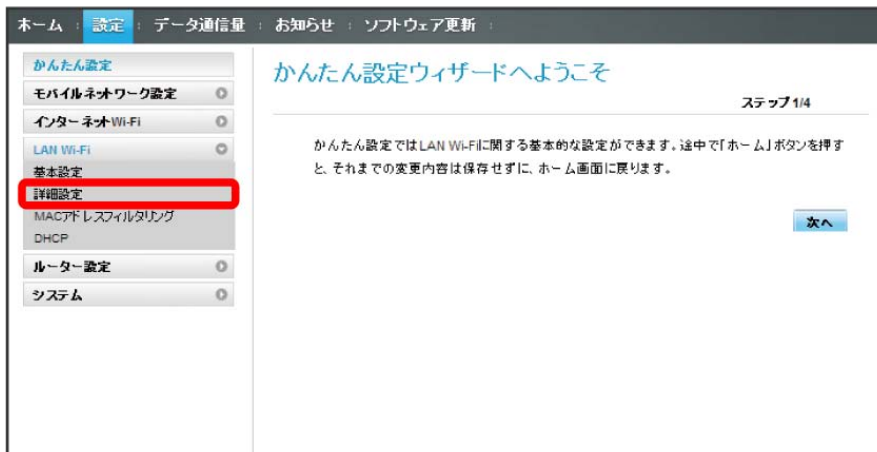 ホーム : 設定 : データ通信量 : お知らせ : ソフトウェア更新 :
かんたん設定
モバイルネットワーク設定
インターネットWi-Fi
LAN Wi-Fi
基本設定
詳細設定
MACアドレスフィルタリング
DHCP
ルーター設定
システム
かんたん設定ウィザードへようこそ
ステップ 1/4
かんたん設定ではLAN Wi-Fiに関する基本的な設定ができます。途中で「ホーム」ボタンを押す
と、それまでの変更内容は保存せずに、ホーム画面に戻ります。
次へ